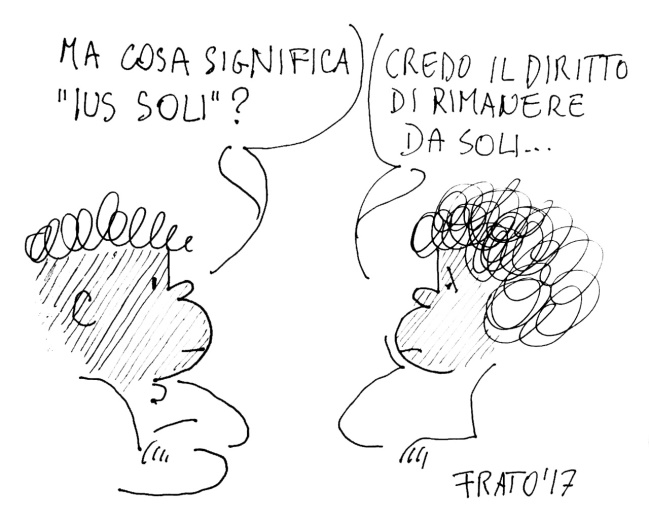 MA COSA SIGNIFICA
"IUS SOLI"?
CREDO IL DIRITTO
DI RIMANERE
DA SOLI...
FRATO'17